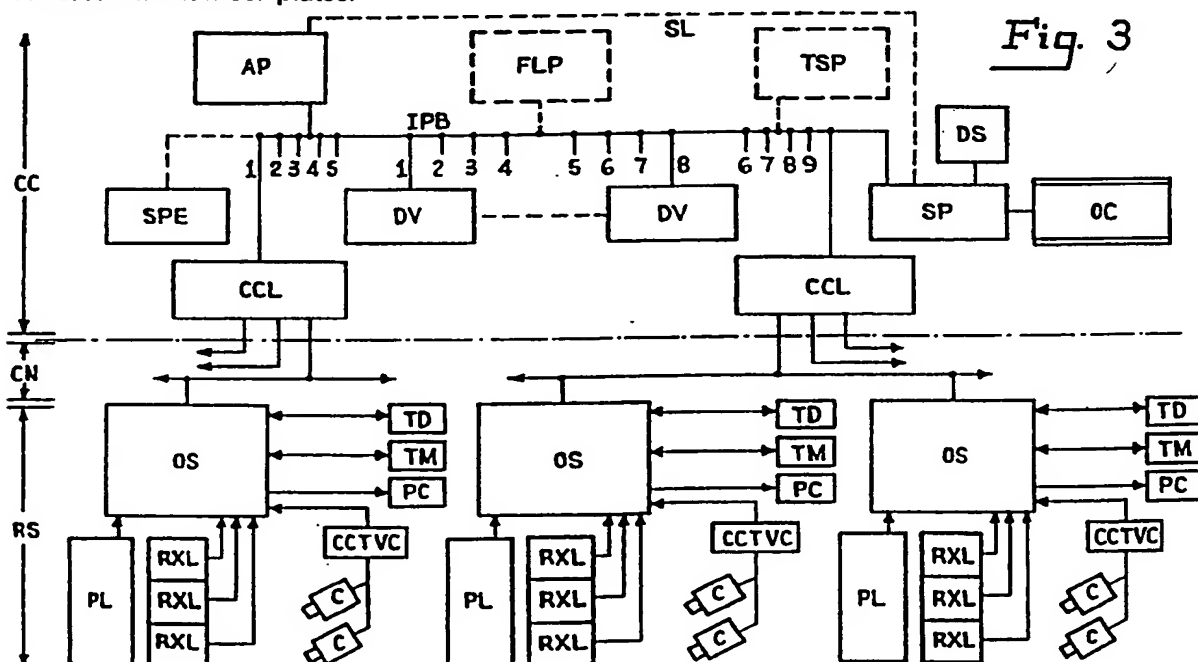 SL
Fig. 3
AP
FLP
TSP
IPB
DS
1 2 3 4 5 1 2 3 4 5 6 7 8 6 7 8 9
CC
SPE
DV
DV
SP
OC
CCL
CCL
CN
RS
OS
TD
TM
PC
CCTVC
PL
RXL
RXL
RXL
C
C
OS
TD
TM
PC
CCTVC
PL
RXL
RXL
RXL
C
C
OS
TD
TM
PC
CCTVC
PL
RXL
RXL
RXL
C
C